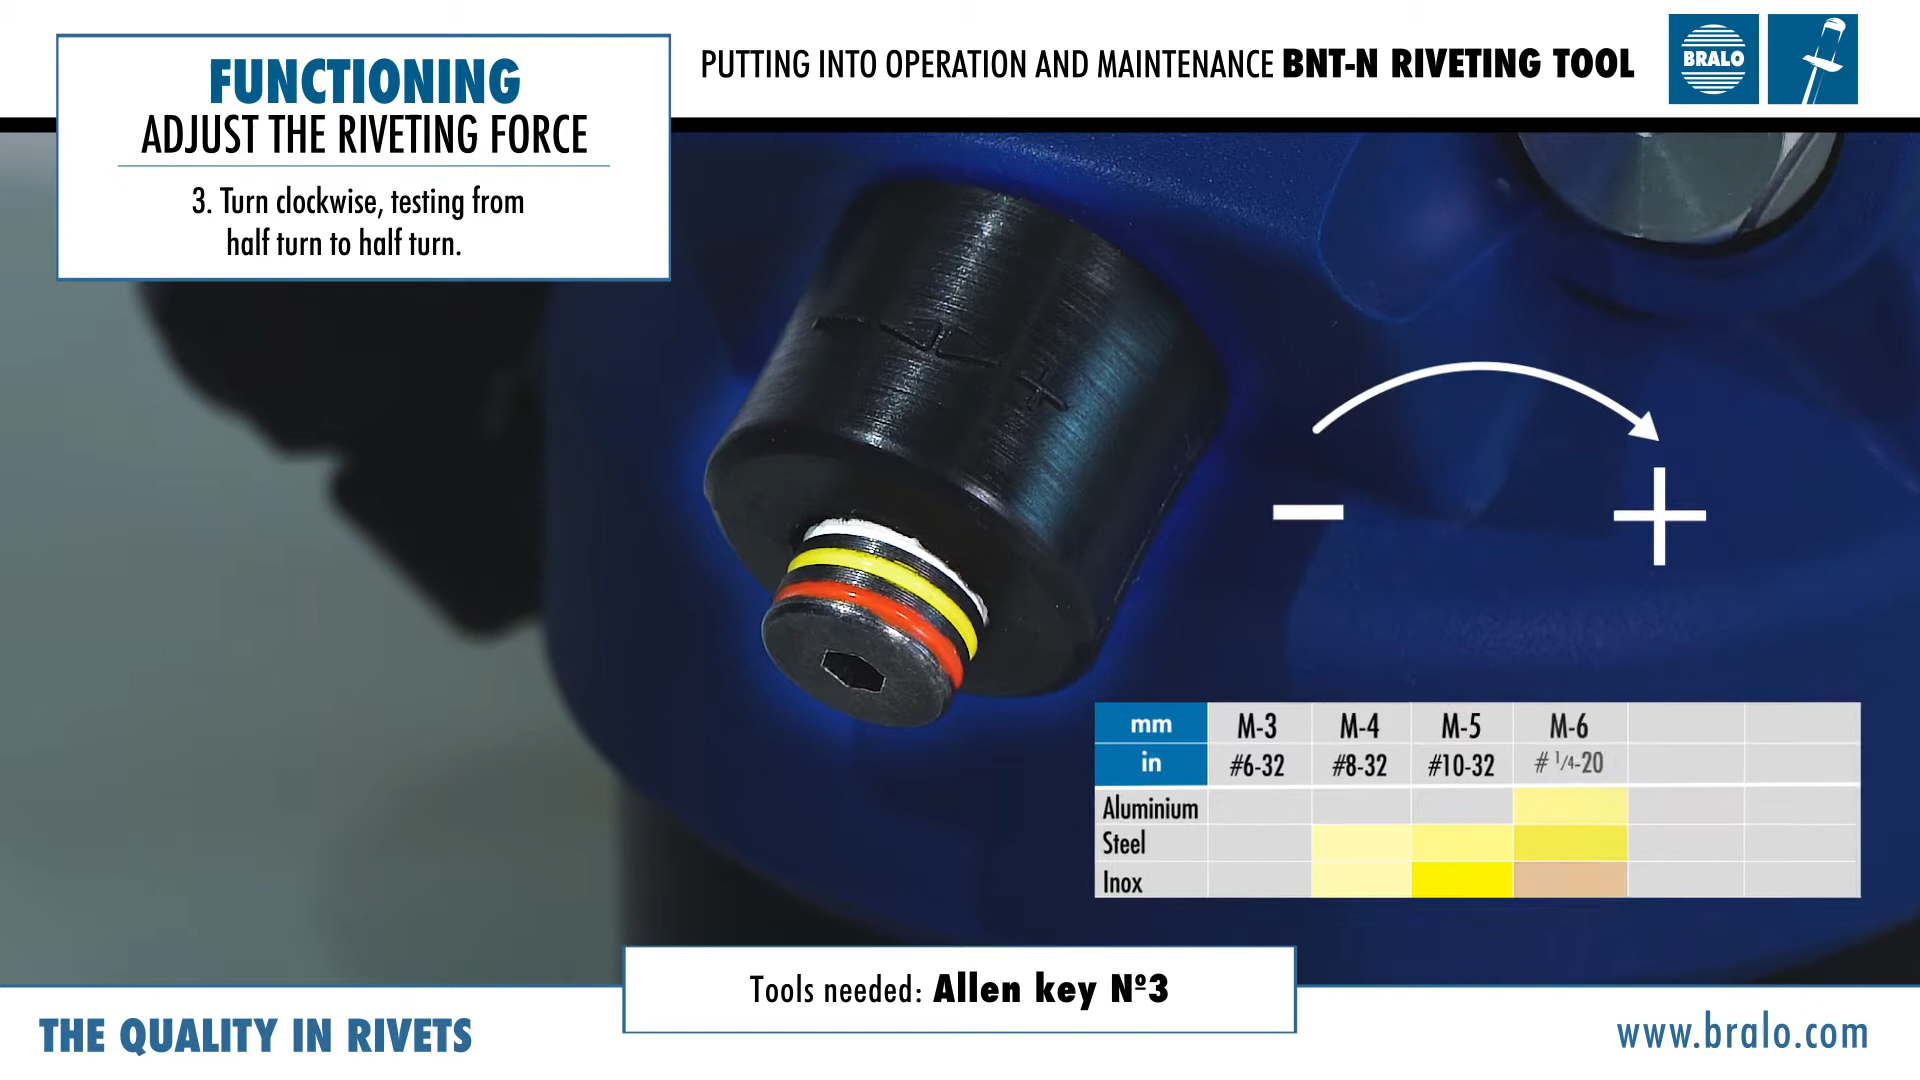 FUNCTIONING
ADJUST THE RIVETING FORCE
3. Turn clockwise, testing from
half turn to half turn.
PUTTING INTO OPERATION AND MAINTENANCE BNT-N RIVETING TOOL
BRALO
+
− +
mm M-3 M-4 M-5 M-6
in #6-32 #8-32 #10-32 # 1/4-20
Aluminium
Steel
Inox
Tools needed: Allen key Nº3
THE QUALITY IN RIVETS
www.bralo.com